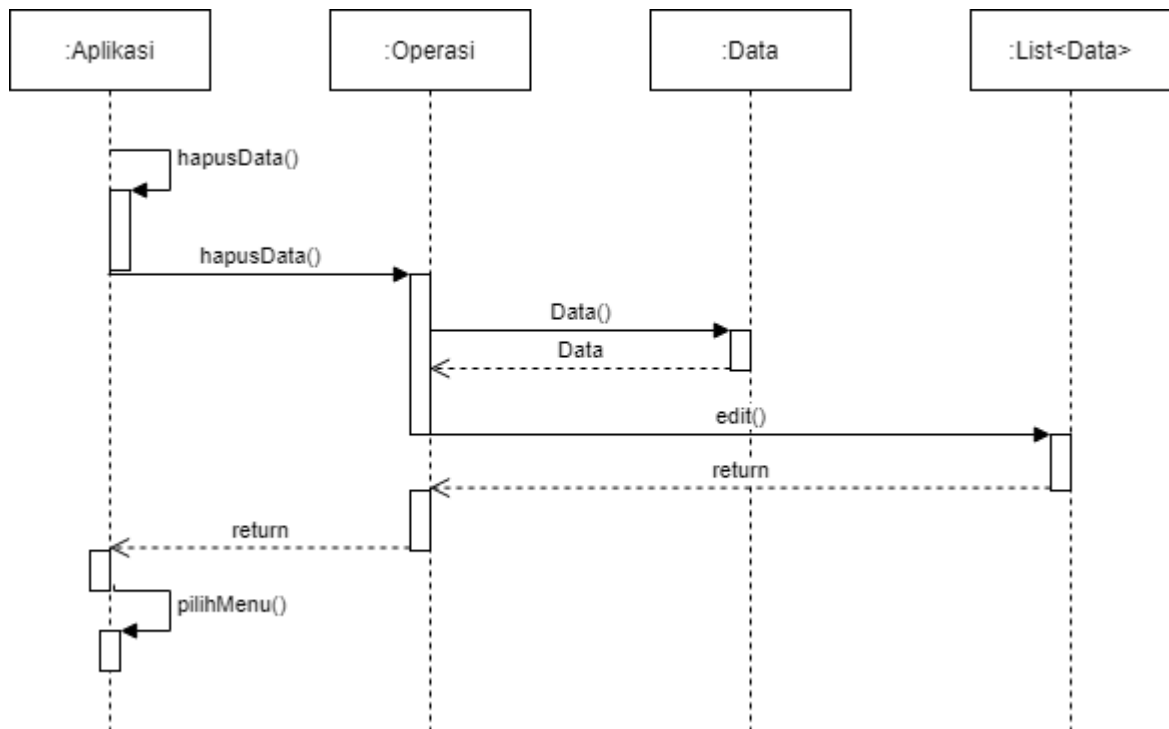 :Aplikasi
:Operasi
:Data
:List<Data>
hapusData()
hapusData()
Data()
Data
edit()
return
return
pilihMenu()